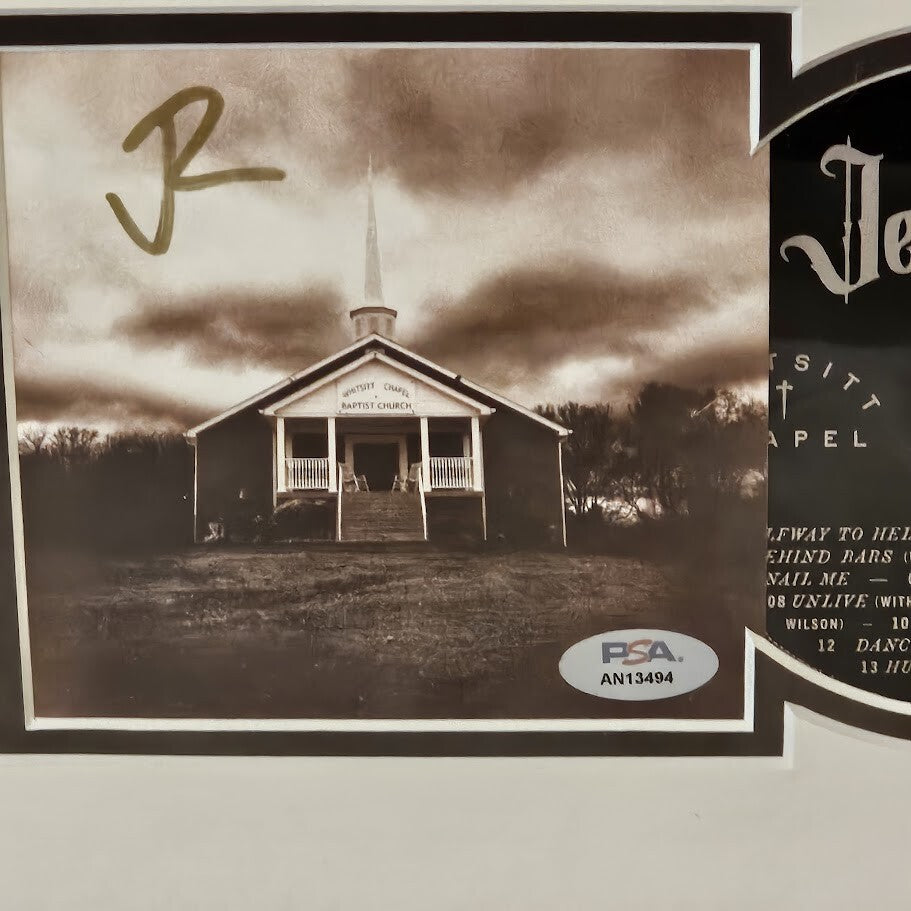 JR
WHITSITT CHAPEL
BAPTIST CHURCH
PSA®
AN13494
Je
TSITT
APEL
LFWAY TO HEL
EHIND BARS (
NAIL ME —
08 UNLIVE (WITH
WILSON) – 10
12 DANC
13 HU